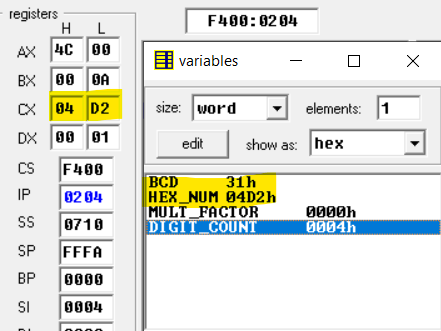 registers
F400:0204
H L
AX 4C 00
BX 00 0A
CX 04 D2
DX 00 01
CS F400
IP 0204
SS 0710
SP FFFA
BP 0000
SI 0004
variables
size: word elements: 1
edit show as: hex
BCD 31h
HEX_NUM 04D2h
MULT_FACTOR 0000h
DIGIT_COUNT 0004h